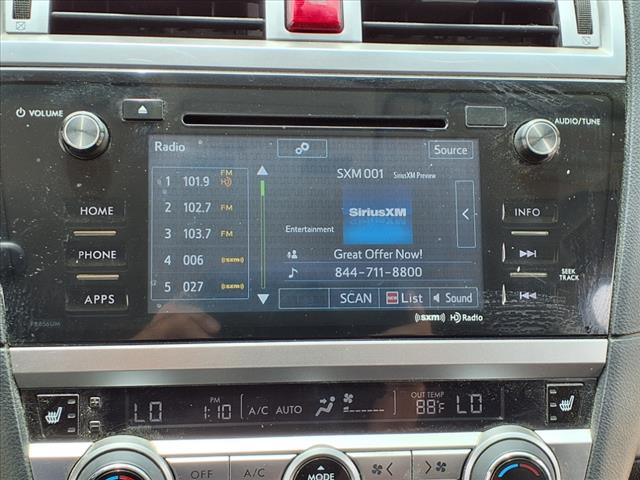 VOLUME
AUDIO/TUNE
Radio
Source
SXM 001 SiriusXM Preview
1 101.9 FM HD
2 102.7 FM
3 103.7 FM
4 006 ((sxm))
5 027 ((sxm))
SiriusXM
Entertainment
Great Offer Now!
844-711-8800
SCAN
List
Sound
HOME
PHONE
APPS
INFO
SEEK
TRACK
((sxm)) HD Radio
LO
PM
1:10
A/C AUTO
OUT TEMP
88°F
LO
OFF
A/C
MODE